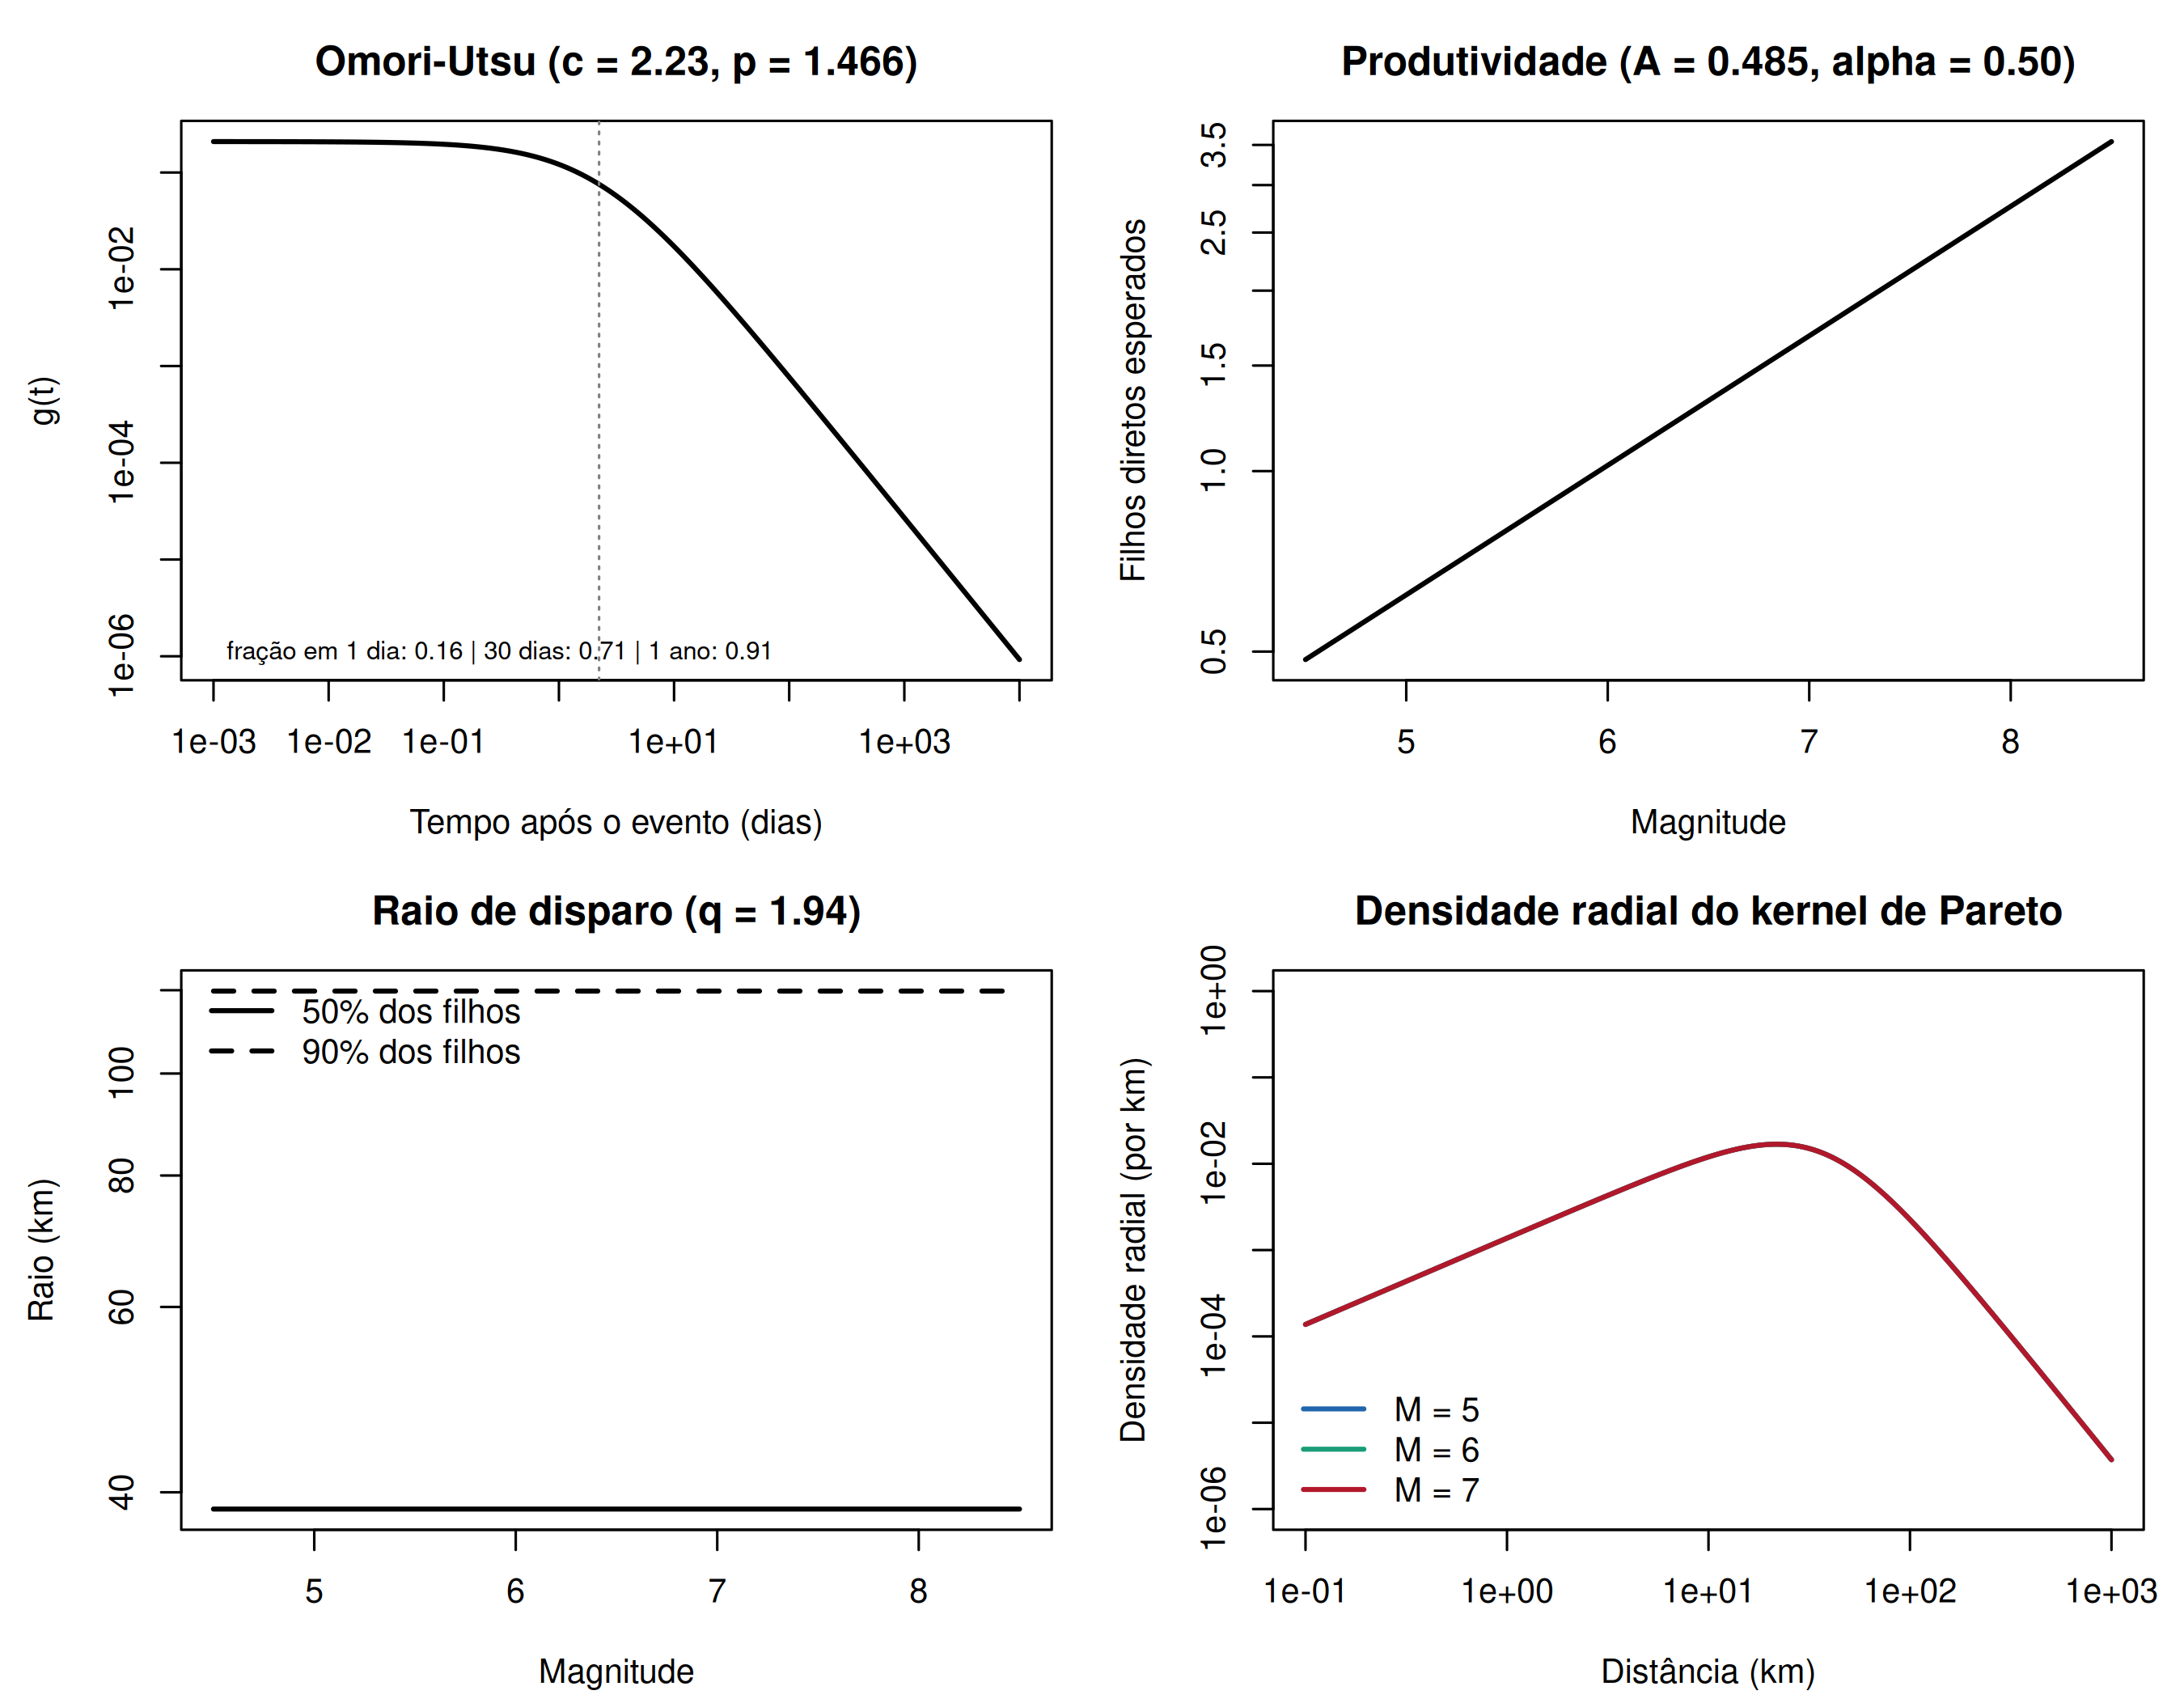 Omori-Utsu (c = 2.23, p = 1.466)
g(t)
1e-02
1e-04
1e-06
fração em 1 dia: 0.16 | 30 dias: 0.71 | 1 ano: 0.91
1e-03 1e-02 1e-01 1e+01 1e+03
Tempo após o evento (dias)
Produtividade (A = 0.485, alpha = 0.50)
Filhos diretos esperados
3.5
2.5
1.5
1.0
0.5
5 6 7 8
Magnitude
Raio de disparo (q = 1.94)
Raio (km)
50% dos filhos
90% dos filhos
100
80
60
40
5 6 7 8
Magnitude
Densidade radial do kernel de Pareto
Densidade radial (por km)
1e+00
1e-02
1e-04
1e-06
M = 5
M = 6
M = 7
1e-01 1e+00 1e+01 1e+02 1e+03
Distância (km)